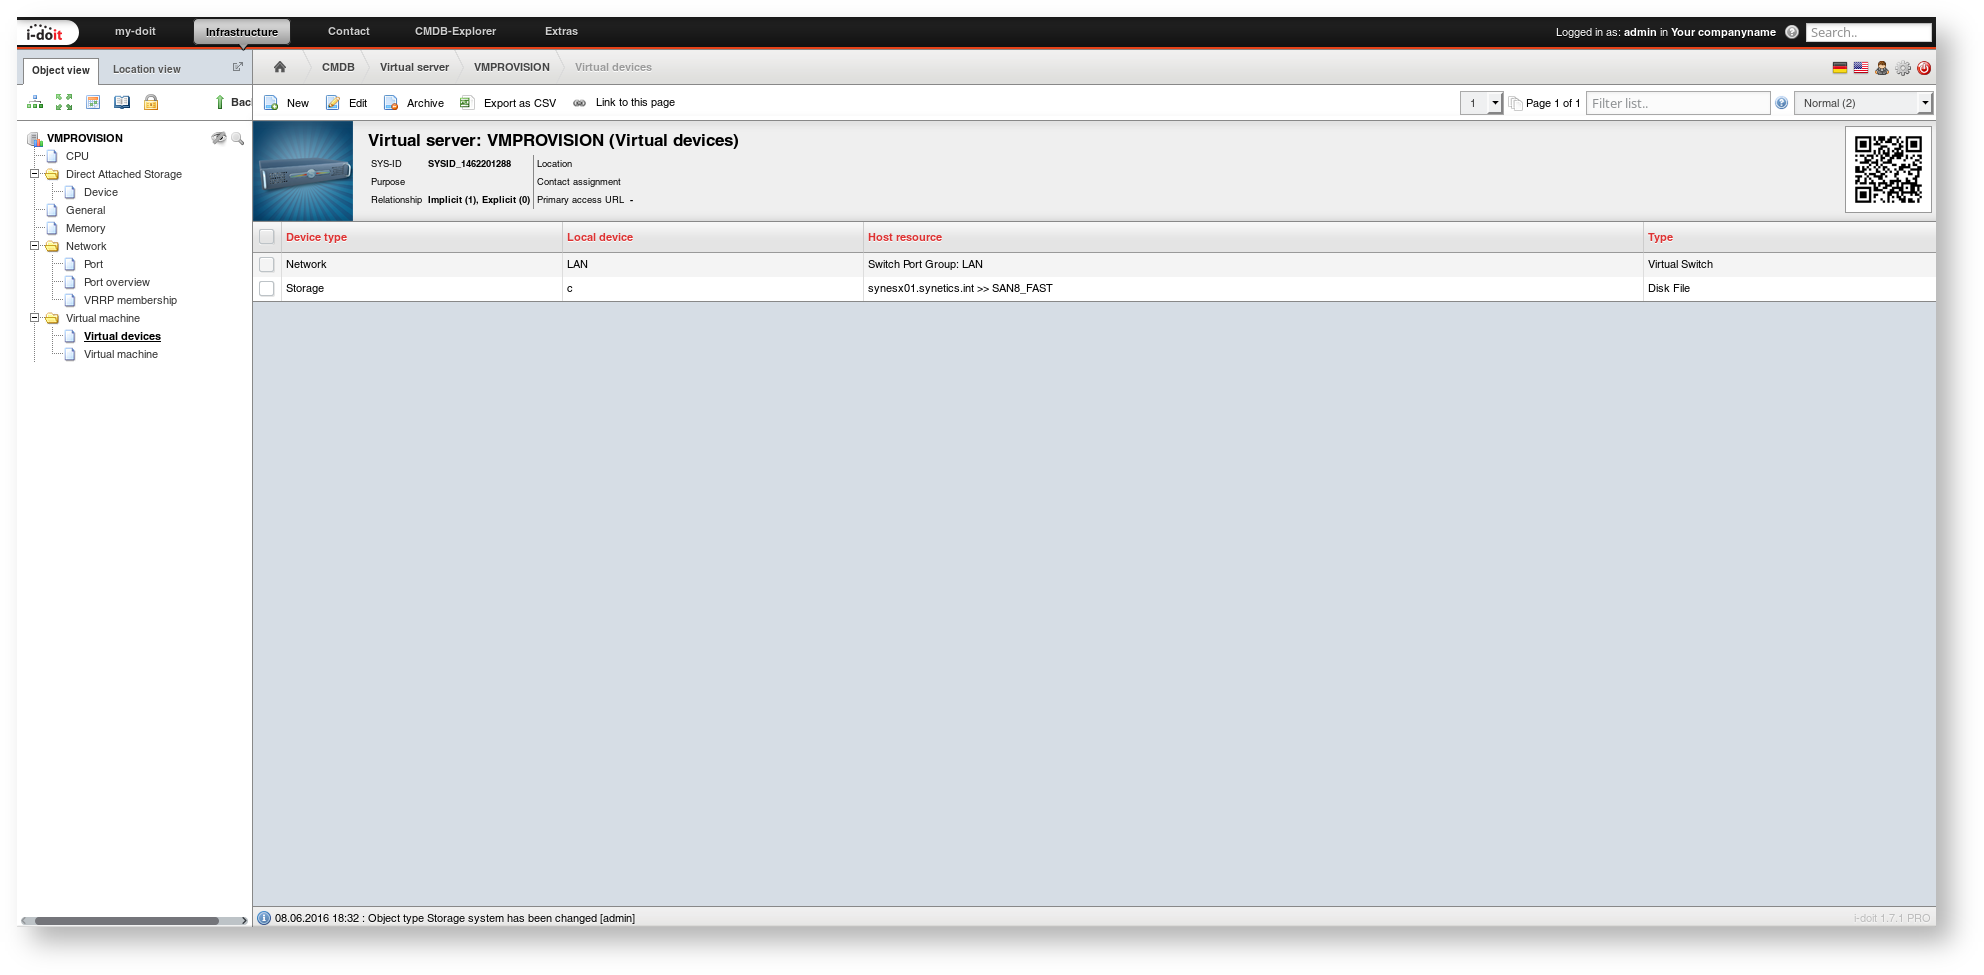 i-doit my-doit Infrastructure Contact CMDB-Explorer Extras Logged in as: admin in Your companyname Search..
Object view Location view CMDB Virtual server VMPROVISION Virtual devices
Bac New Edit Archive Export as CSV Link to this page 1 Page 1 of 1 Filter list.. Normal (2)
VMPROVISION
CPU
Direct Attached Storage
Device
General
Memory
Network
Port
Port overview
VRRP membership
Virtual machine
Virtual devices
Virtual machine
Virtual server: VMPROVISION (Virtual devices)
SYS-ID SYSID_1462201288 Location
Purpose Contact assignment
Relationship Implicit (1), Explicit (0) Primary access URL -
Device type Local device Host resource Type
Network LAN Switch Port Group: LAN Virtual Switch
Storage c synesx01.synetics.int >> SAN8_FAST Disk File
08.06.2016 18:32 : Object type Storage system has been changed [admin] i-doit 1.7.1 PRO